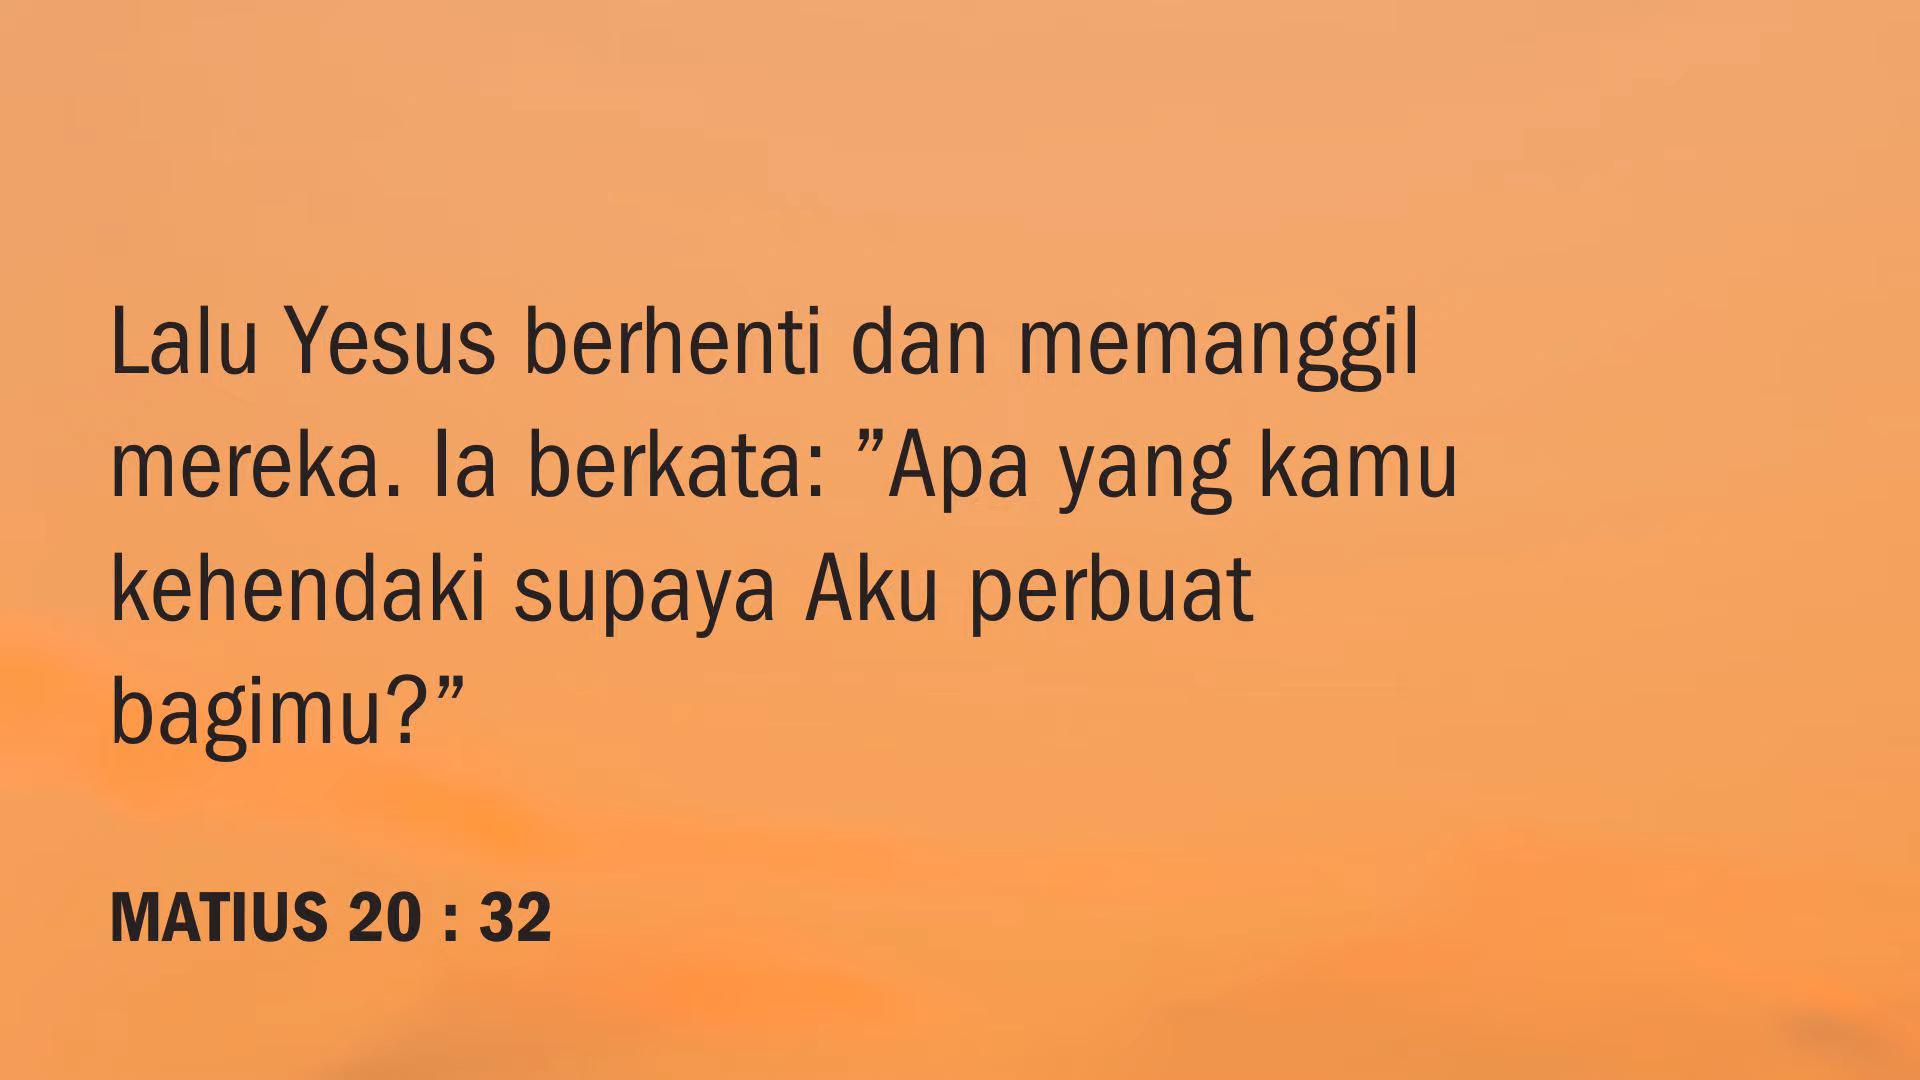 Lalu Yesus berhenti dan memanggil
mereka. Ia berkata: ”Apa yang kamu
kehendaki supaya Aku perbuat
bagimu?”
MATIUS 20 : 32